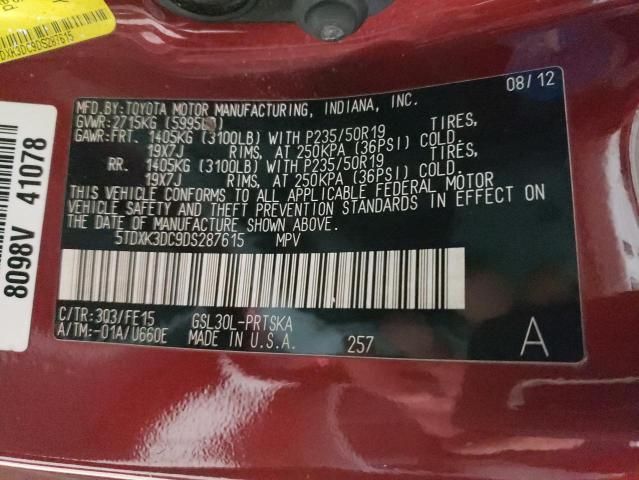 DXK3DC9DS287615
8098V 41078
08/12
MFD.BY:TOYOTA MOTOR MANUFACTURING, INDIANA, INC.
GVWR:2715KG
GAWR:FRT. 1405KG (3100LB) WITH P235/50R19 TIRES,
19X7J RIMS, AT 250KPA (36PSI) COLD.
RR. 1405KG (3100LB) WITH P235/50R19 TIRES,
19X7J RIMS, AT 250KPA (36PSI) COLD.
THIS VEHICLE CONFORMS TO ALL APPLICABLE FEDERAL MOTOR
VEHICLE SAFETY AND THEFT PREVENTION STANDARDS IN EFFECT ON
THE DATE OF MANUFACTURE SHOWN ABOVE.
5TDXK3DC9DS287615 MPV
C/TR:3Q3/FE15 GSL30L-PRTSKA
A/TM:-01A/U660E MADE IN U.S.A. 257 A